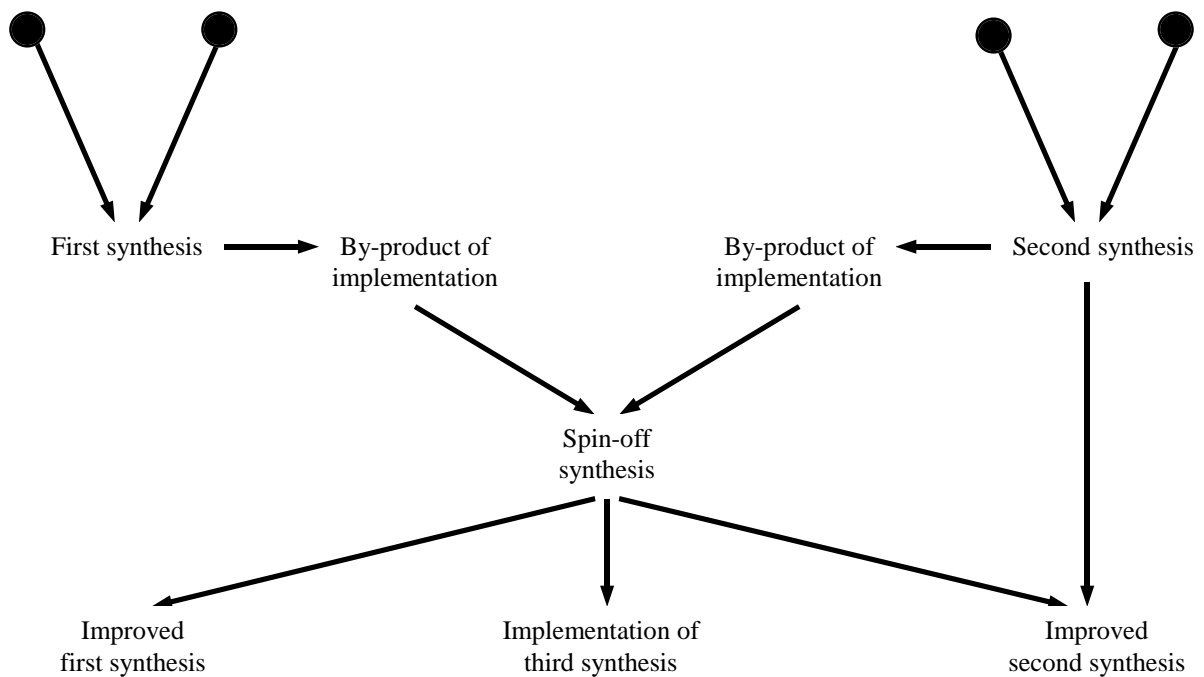 First synthesis
By-product of
implementation
By-product of
implementation
Second synthesis
Spin-off
synthesis
Improved
first synthesis
Implementation of
third synthesis
Improved
second synthesis